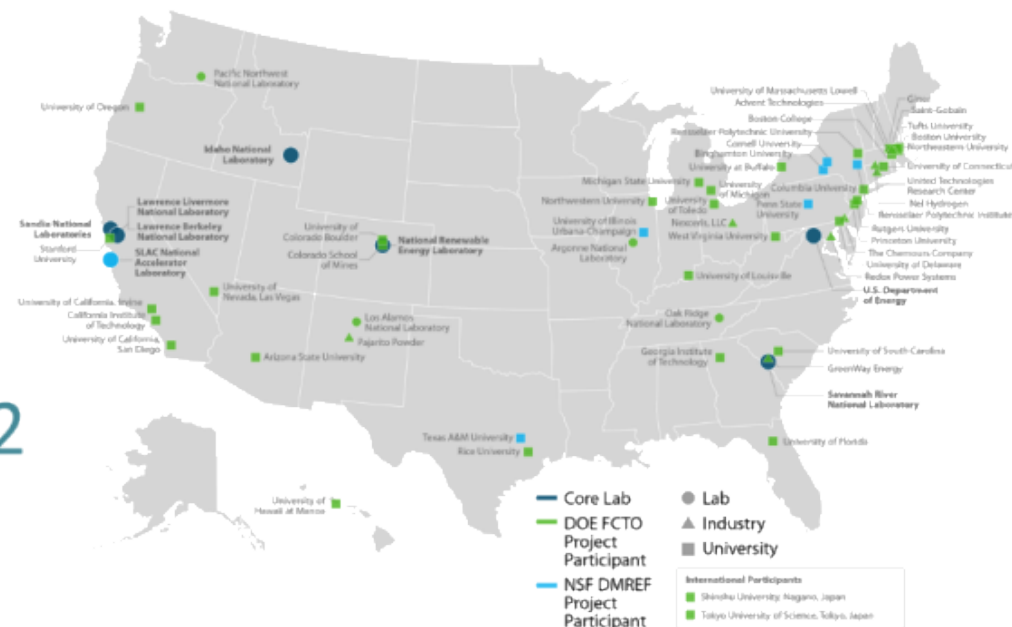 Pacific Northwest
National Laboratory
University of Oregon
Idaho National
Laboratory
Lawrence Livermore
National Laboratory
Sandia National
Laboratories
Lawrence Berkeley
National Laboratory
Stanford
University
SLAC National
Accelerator
Laboratory
University of
Colorado Boulder
Colorado School
of Mines
National Renewable
Energy Laboratory
University of
Nevada, Las Vegas
University of California, Irvine
California Institute
of Technology
University of California,
San Diego
Los Alamos
National Laboratory
Pajarito Powder
Arizona State University
Texas A&M University
Rice University
University of
Hawaii at Manoa
2
University of Massachusetts Lowell
Advent Technologies
Boston College
Rensselaer Polytechnic University
Cornell University
Binghamton University
University at Buffalo
Michigan State University
University
of Michigan
Northwestern University
University
of Toledo
Nexceris, LLC
University of Illinois
Urbana-Champaign
Argonne National
Laboratory
West Virginia University
Columbia University
Penn State
University
University of Louisville
Oak Ridge
National Laboratory
Georgia Institute
of Technology
Giner
Saint-Gobain
Tufts University
Boston University
Northeastern University
University of Connecticut
United Technologies
Research Center
Nel Hydrogen
Rensselaer Polytechnic Institute
Rutgers University
Princeton University
The Chemours Company
University of Delaware
Redox Power Systems
U.S. Department
of Energy
University of South Carolina
GreenWay Energy
Savannah River
National Laboratory
University of Florida
Core Lab
DOE FCTO
Project
Participant
NSF DMREF
Project
Participant
Lab
Industry
University
International Participants
Shinshu University, Nagano, Japan
Tokyo University of Science, Tokyo, Japan